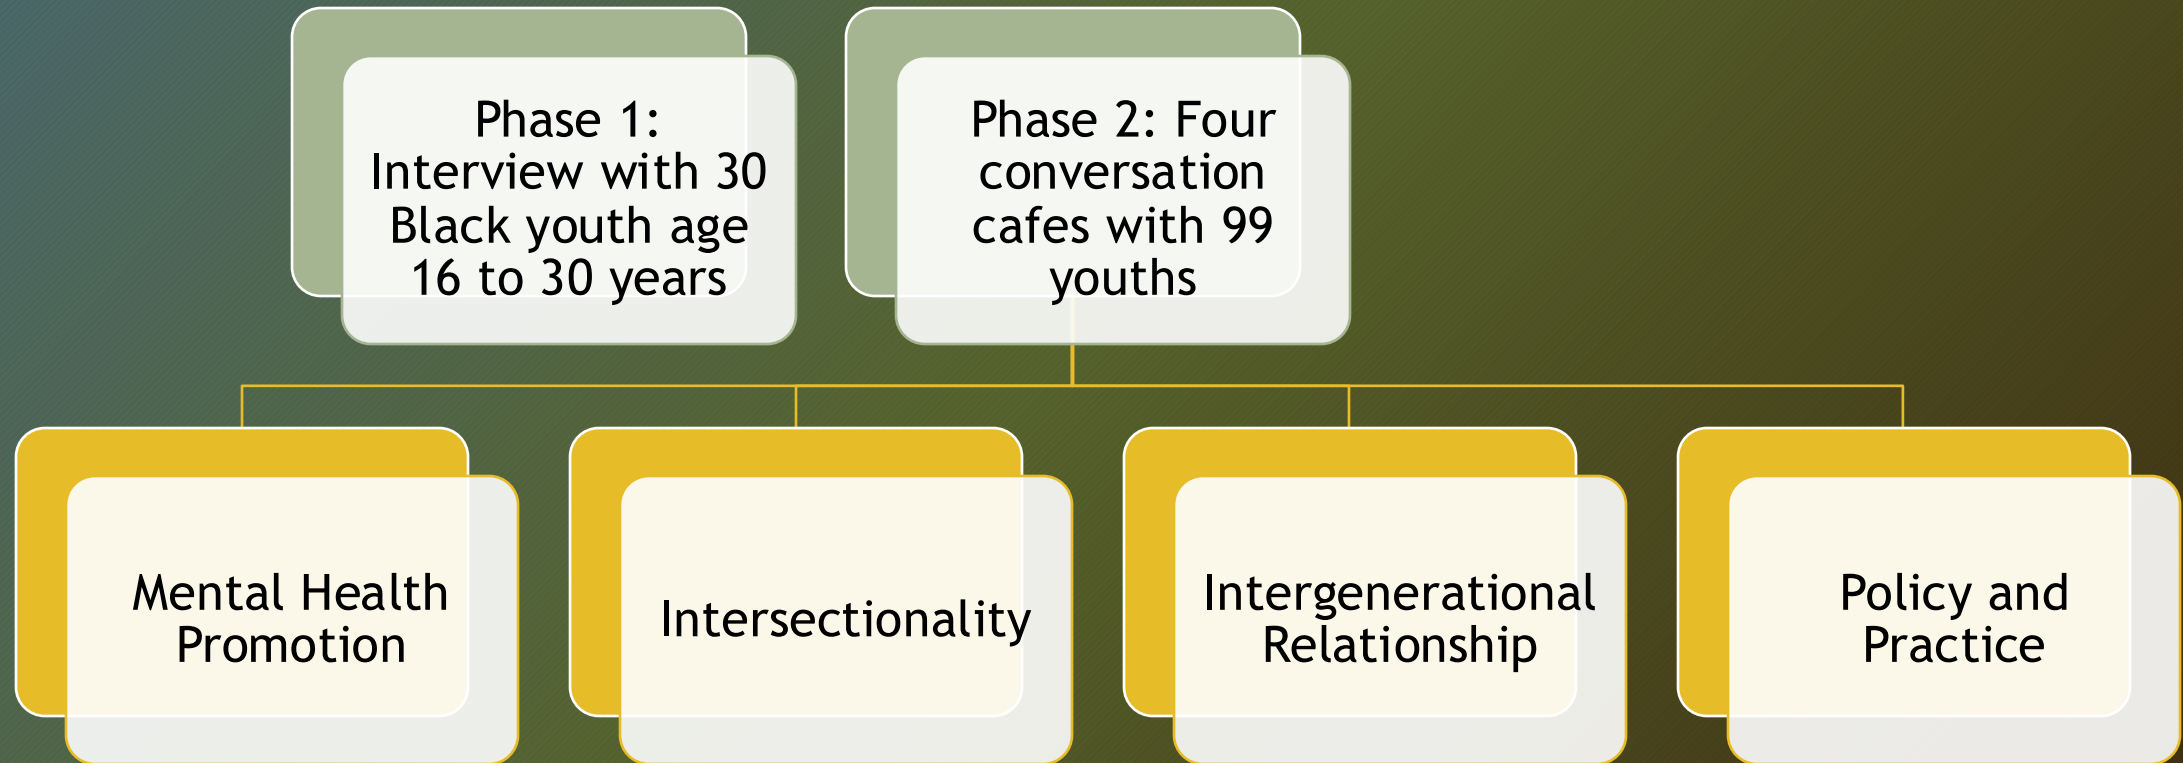 Phase 1:
Interview with 30
Black youth age
16 to 30 years
Phase 2: Four
conversation
cafes with 99
youths
Mental Health
Promotion
Intersectionality
Intergenerational
Relationship
Policy and
Practice